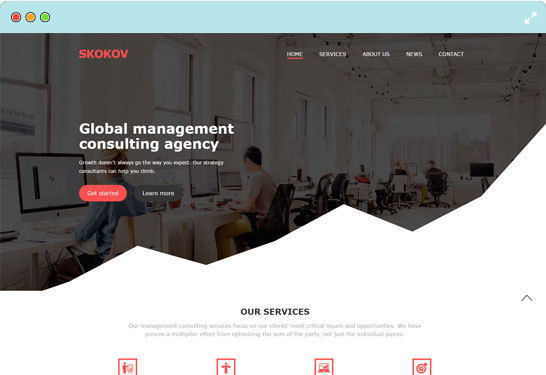 SKOKOV
HOME SERVICES ABOUT US NEWS CONTACT
Global management
consulting agency
Growth doesn't always go the way you expect. Our strategy
consultants can help you climb.
Get started Learn more
OUR SERVICES
Our management consulting services focus on our clients' most critical issues and opportunities. We have
proven a multiplier effect from optimizing the sum of the parts, not just the individual pieces.